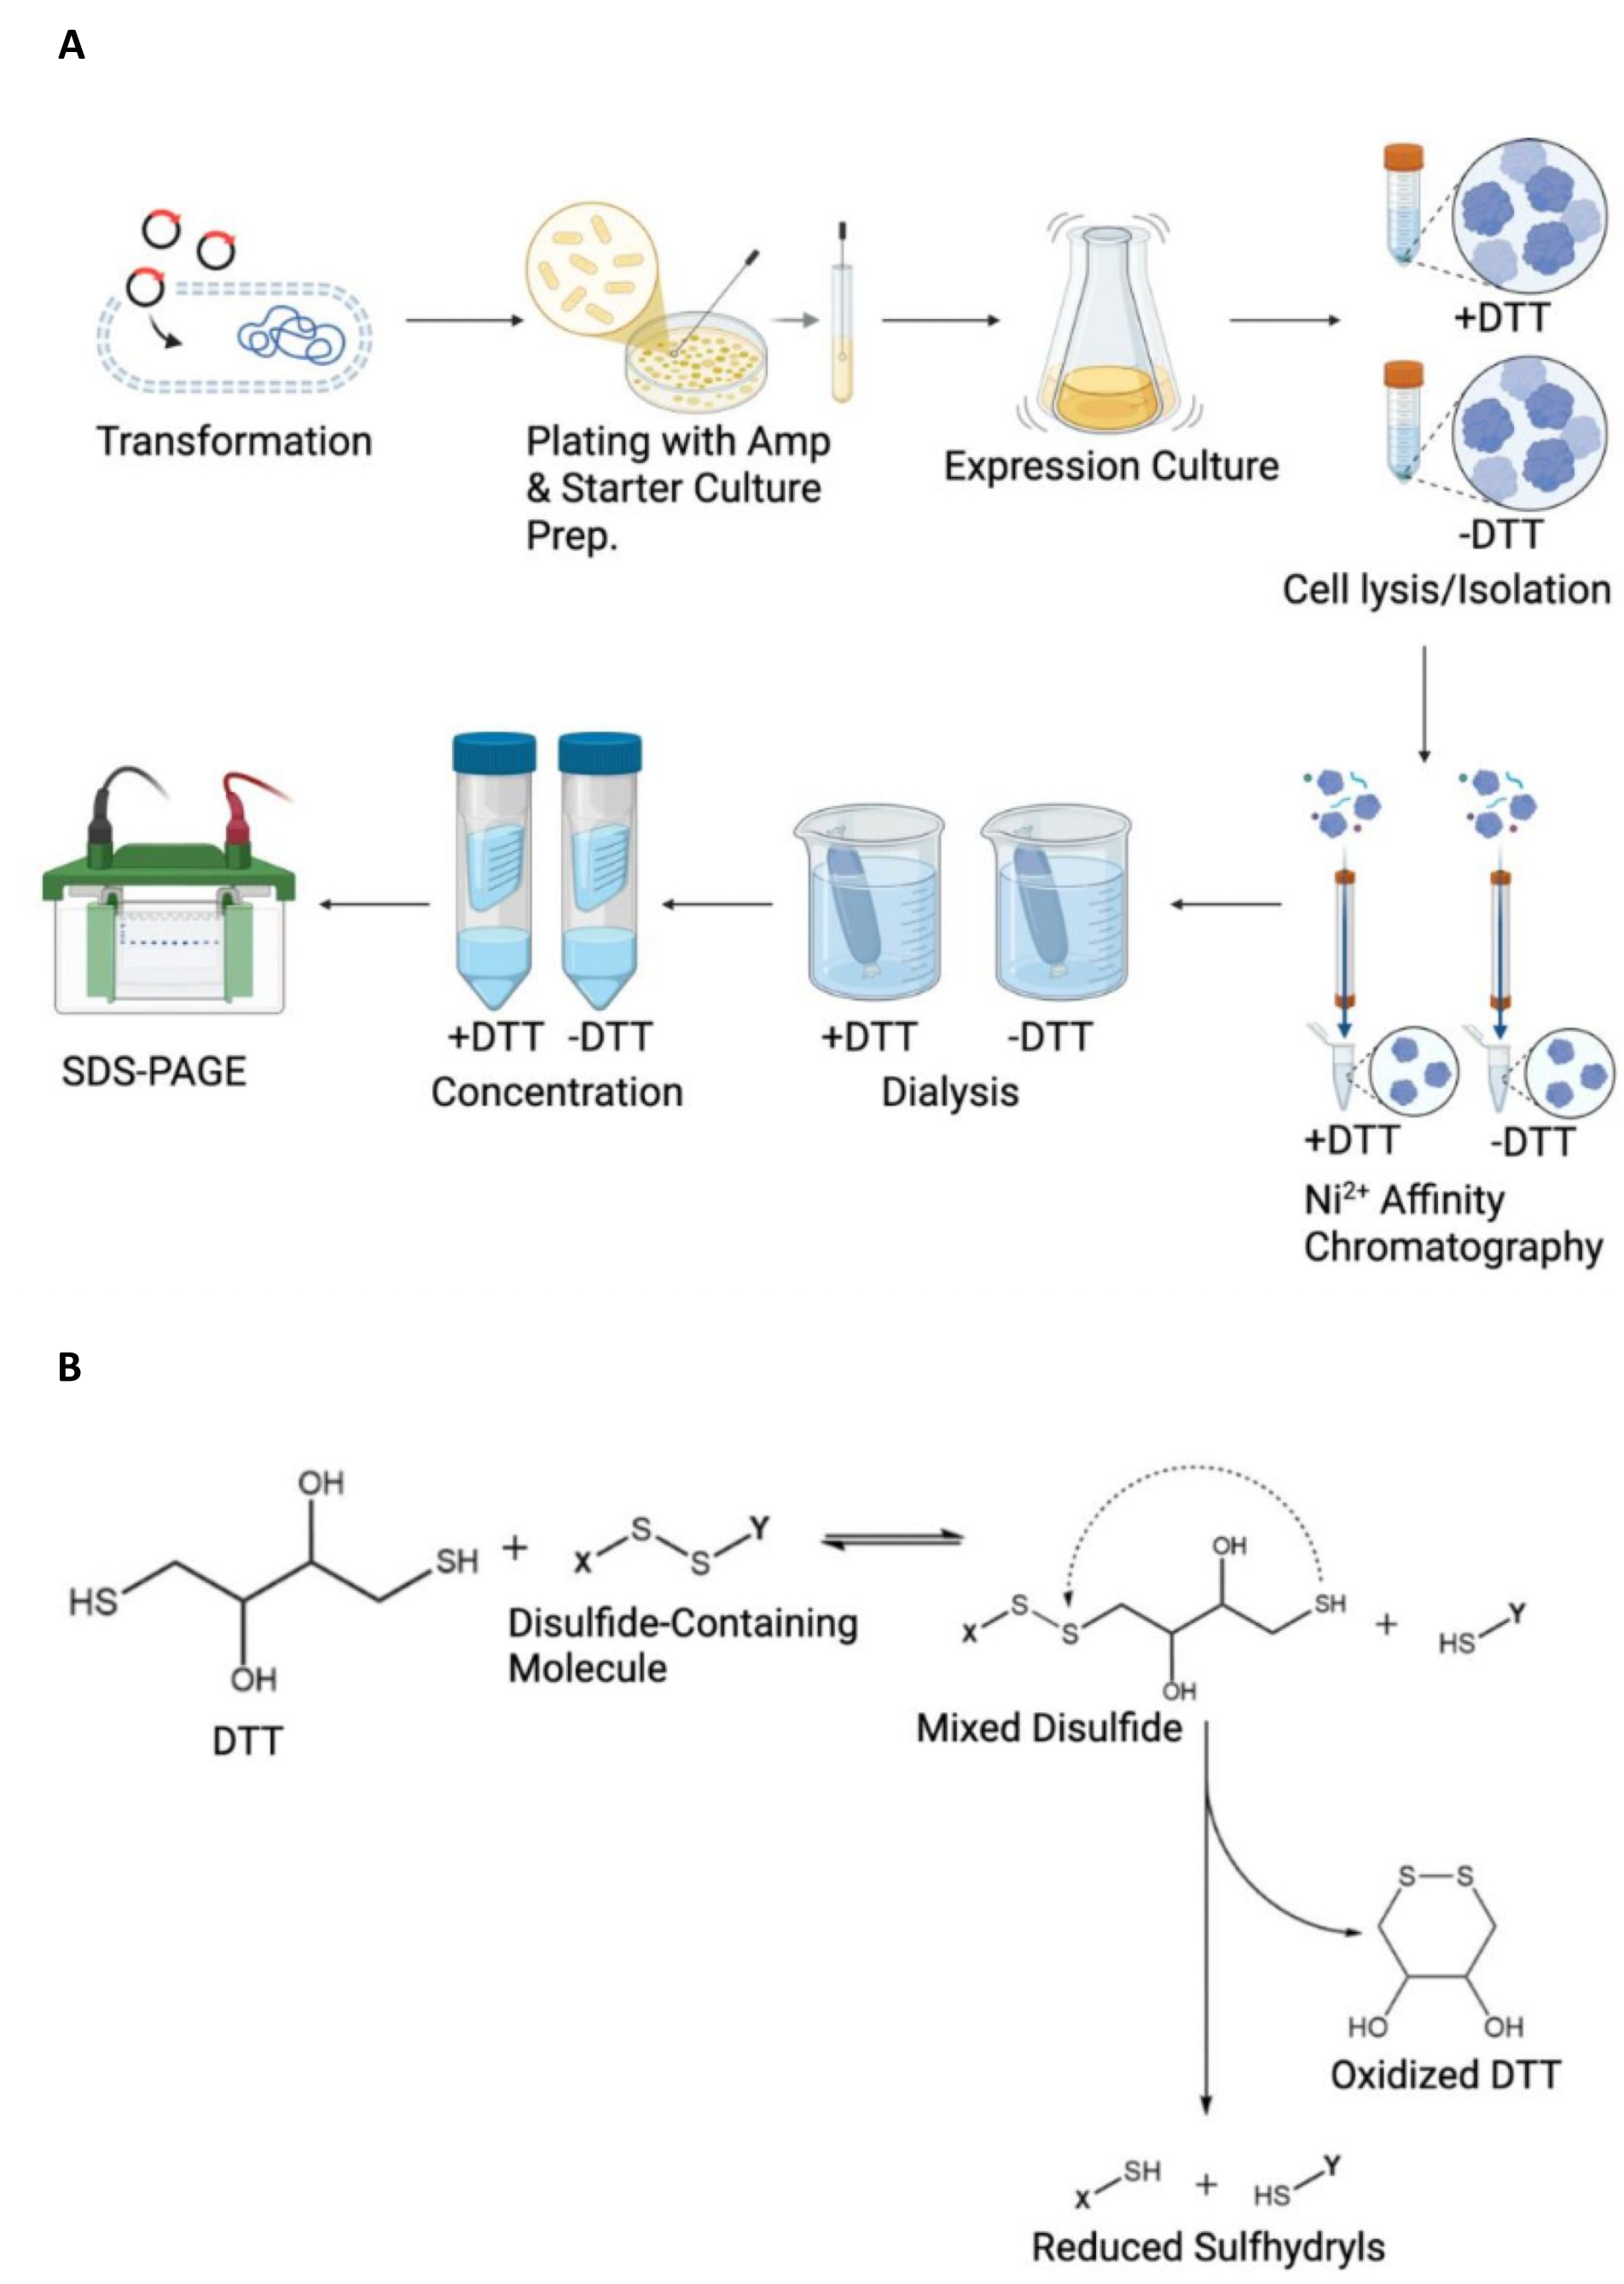 A
Transformation
Plating with Amp
& Starter Culture
Prep.
Expression Culture
+DTT
-DTT
Cell lysis/Isolation
SDS-PAGE
+DTT -DTT
Concentration
+DTT -DTT
Dialysis
+DTT -DTT
Ni²⁺ Affinity
Chromatography
B
HS
OH
OH
SH
DTT
+
X
S
S
Y
Disulfide-Containing
Molecule
X
S
S
OH
OH
SH
Mixed Disulfide
+
HS
Y
S
S
HO
OH
Oxidized DTT
X
SH
+
HS
Y
Reduced Sulfhydryls